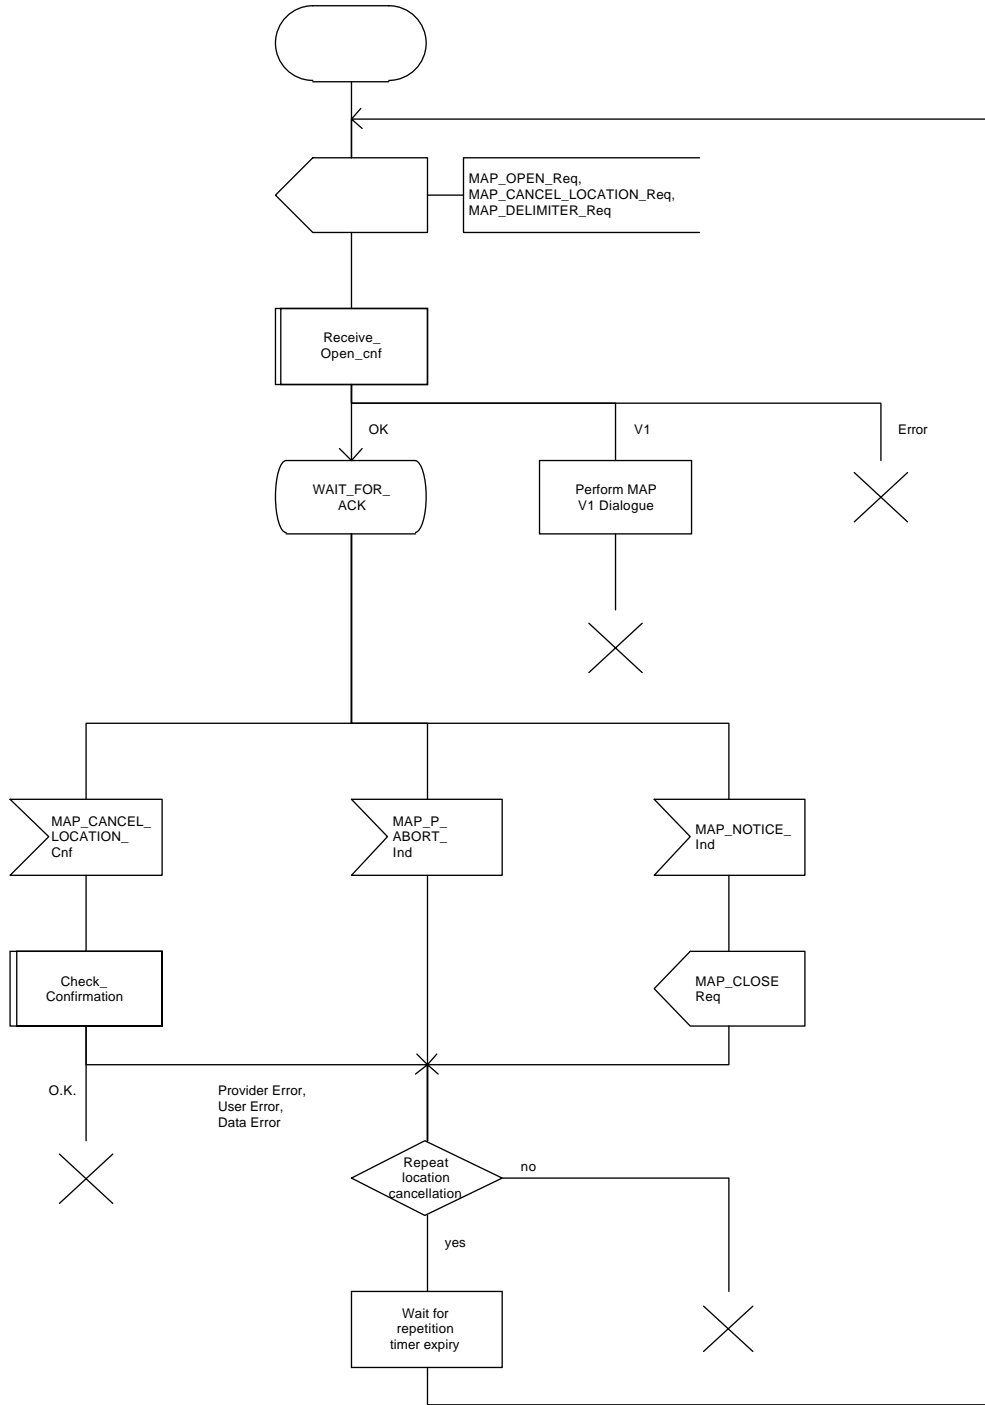 MAP_OPEN_Req,
MAP_CANCEL_LOCATION_Req,
MAP_DELIMITER_Req
Receive_
Open_cnf
OK
V1
Error
WAIT_FOR_
ACK
Perform MAP
V1 Dialogue
MAP_CANCEL_
LOCATION_
Cnf
MAP_P_
ABORT_
Ind
MAP_NOTICE_
Ind
Check_
Confirmation
MAP_CLOSE
Req
O.K.
Provider Error,
User Error,
Data Error
Repeat
location
cancellation
no
yes
Wait for
repetition
timer expiry